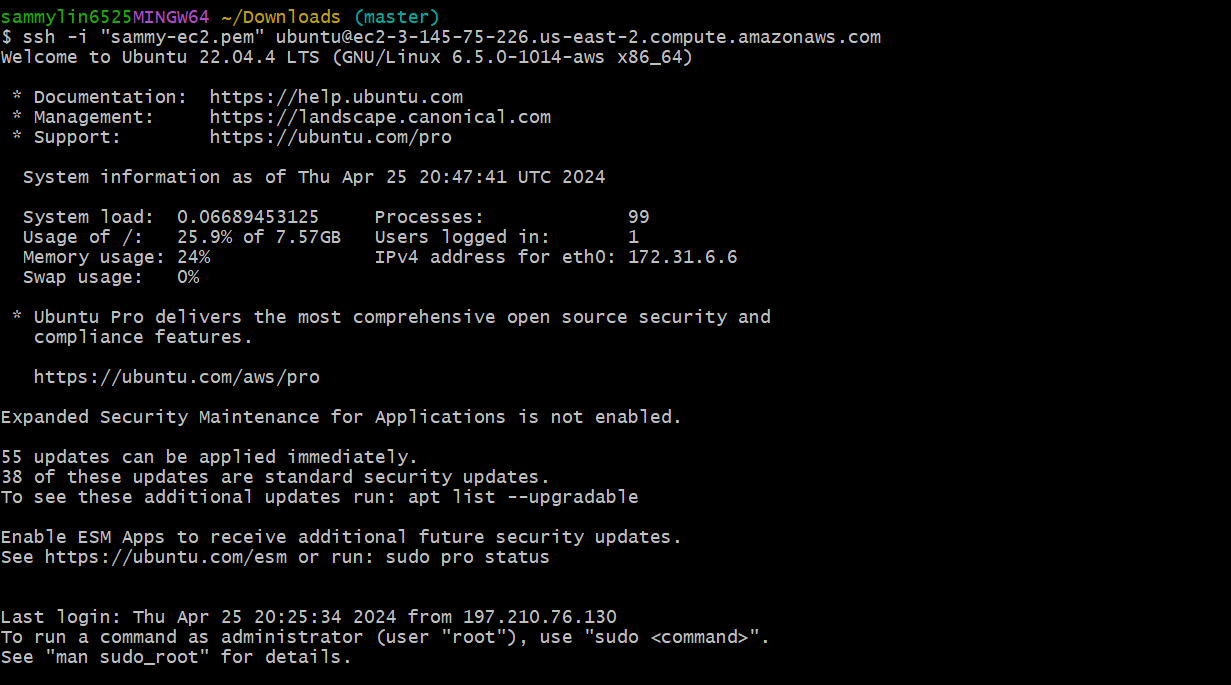 sammylin6525MINGW64 ~/Downloads (master)
$ ssh -i "sammy-ec2.pem" ubuntu@ec2-3-145-75-226.us-east-2.compute.amazonaws.com
Welcome to Ubuntu 22.04.4 LTS (GNU/Linux 6.5.0-1014-aws x86_64)

 * Documentation:  https://help.ubuntu.com
 * Management:     https://landscape.canonical.com
 * Support:        https://ubuntu.com/pro

  System information as of Thu Apr 25 20:47:41 UTC 2024

  System load:  0.06689453125     Processes:             99
  Usage of /:   25.9% of 7.57GB   Users logged in:       1
  Memory usage: 24%               IPv4 address for eth0: 172.31.6.6
  Swap usage:   0%

 * Ubuntu Pro delivers the most comprehensive open source security and
   compliance features.

   https://ubuntu.com/aws/pro

Expanded Security Maintenance for Applications is not enabled.

55 updates can be applied immediately.
38 of these updates are standard security updates.
To see these additional updates run: apt list --upgradable

Enable ESM Apps to receive additional future security updates.
See https://ubuntu.com/esm or run: sudo pro status


Last login: Thu Apr 25 20:25:34 2024 from 197.210.76.130
To run a command as administrator (user "root"), use "sudo <command>".
See "man sudo_root" for details.